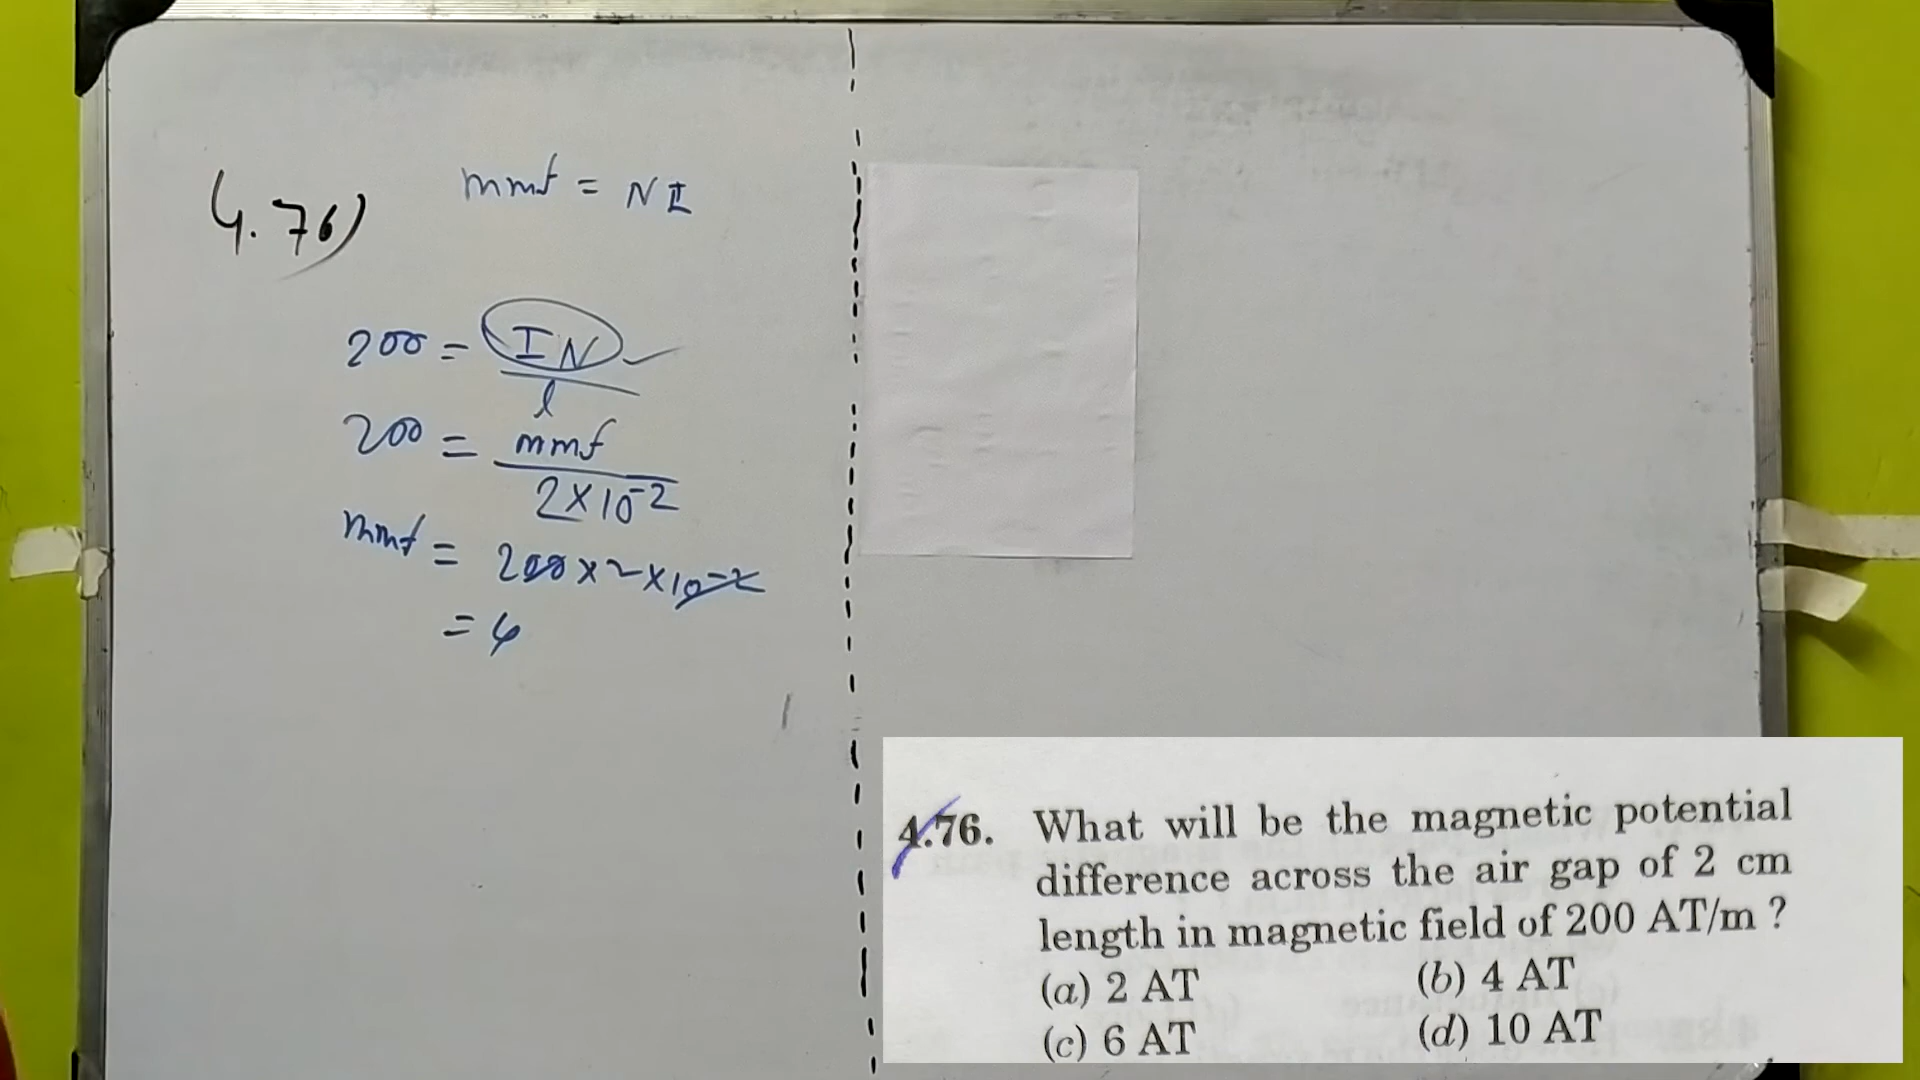 4.76)
mmf = NI
200 = IN / l
200 = mmf / 2×10^-2
mmf = 200×2×10^-2
= 4
4.76. What will be the magnetic potential
difference across the air gap of 2 cm
length in magnetic field of 200 AT/m ?
(a) 2 AT (b) 4 AT
(c) 6 AT (d) 10 AT